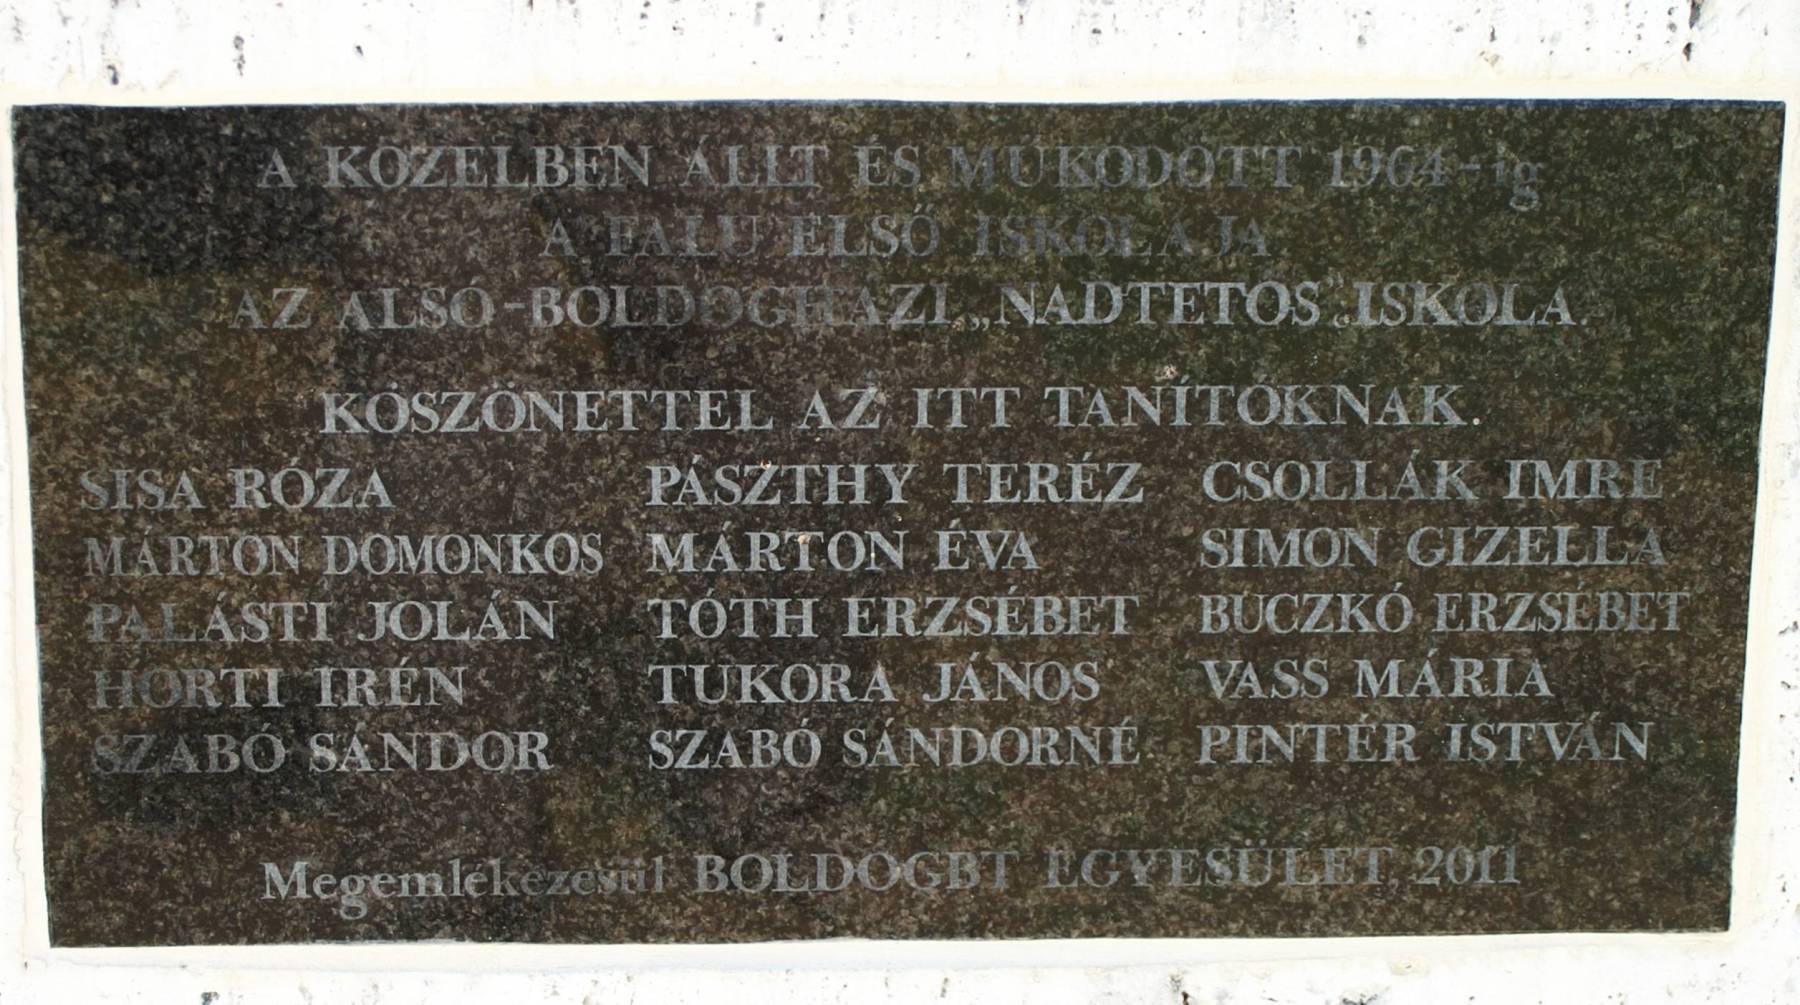 A KÖZELBEN ÁLLT ÉS MŰKÖDÖTT 1964-ig
A FALU ELSŐ ISKOLÁJA
AZ ALSÓ-BOLDOGHÁZI „NÁDTETŐS” ISKOLA.
KÖSZÖNETTEL AZ ITT TANÍTÓKNAK.
SISA RÓZA PÁSZTHY TERÉZ CSOLLÁK IMRE
MÁRTON DOMONKOS MÁRTON ÉVA SIMON GIZELLA
PALÁSTI JOLÁN TÓTH ERZSÉBET BUCZKÓ ERZSÉBET
HORTI IRÉN TUKORA JÁNOS VASS MÁRIA
SZABÓ SÁNDOR SZABÓ SÁNDORNÉ PINTÉR ISTVÁN
Megemlékezésül BOLDOGBT EGYESÜLET 2011